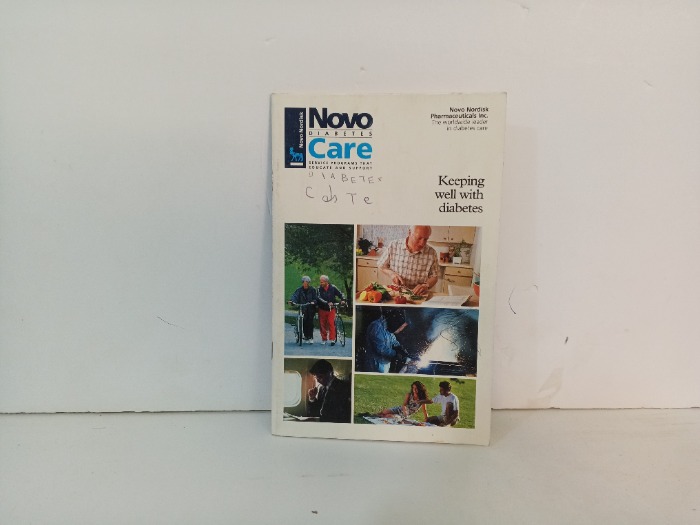 Novo Nordisk
Novo
DIABETES
Care
SERVICE PROGRAMS THAT
EDUCATE AND SUPPORT
Novo Nordisk
Pharmaceuticals Inc.
The worldwide leader
in diabetes care
DIABETES
Keeping
well with
diabetes